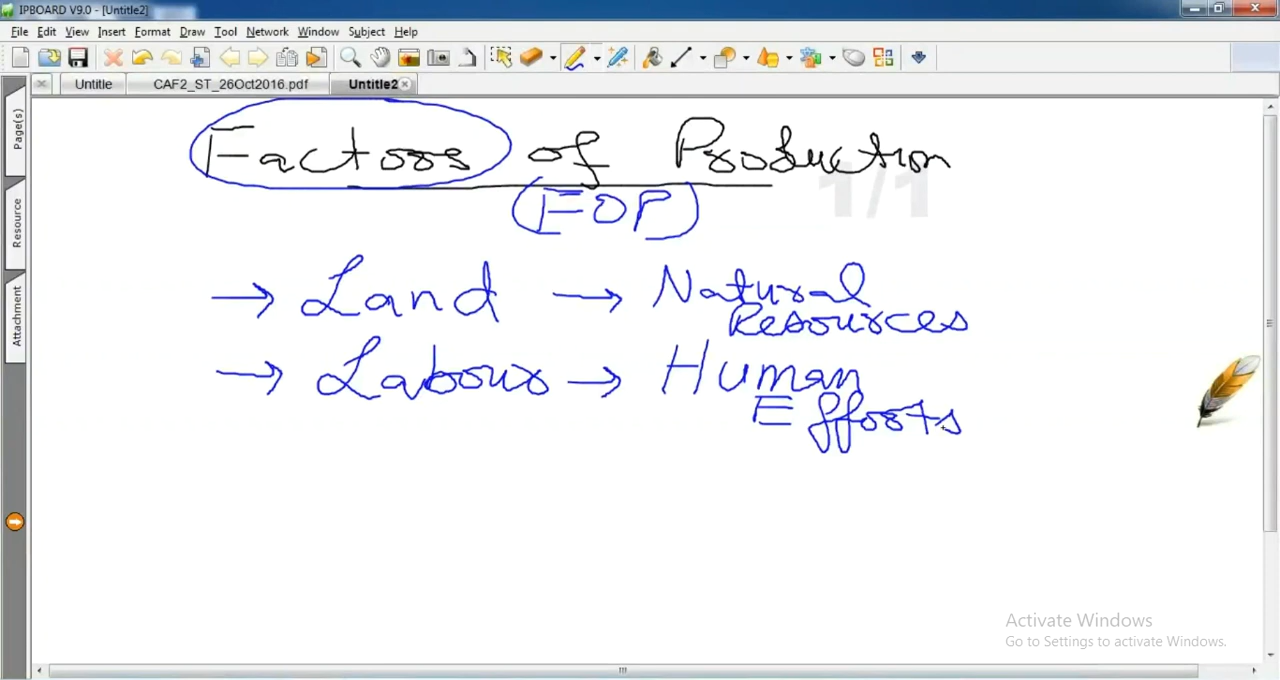 IPBOARD V9.0 - [Untitle2]
File Edit View Insert Format Draw Tool Network Window Subject Help
Untitle CAF2_ST_26Oct2016.pdf Untitle2
Page(s)
Resource
Attachment
Factors of Production
1/1
(FOP)
→ Land → Natural
Resources
→ Labour → Human
Efforts
Activate Windows
Go to Settings to activate Windows.